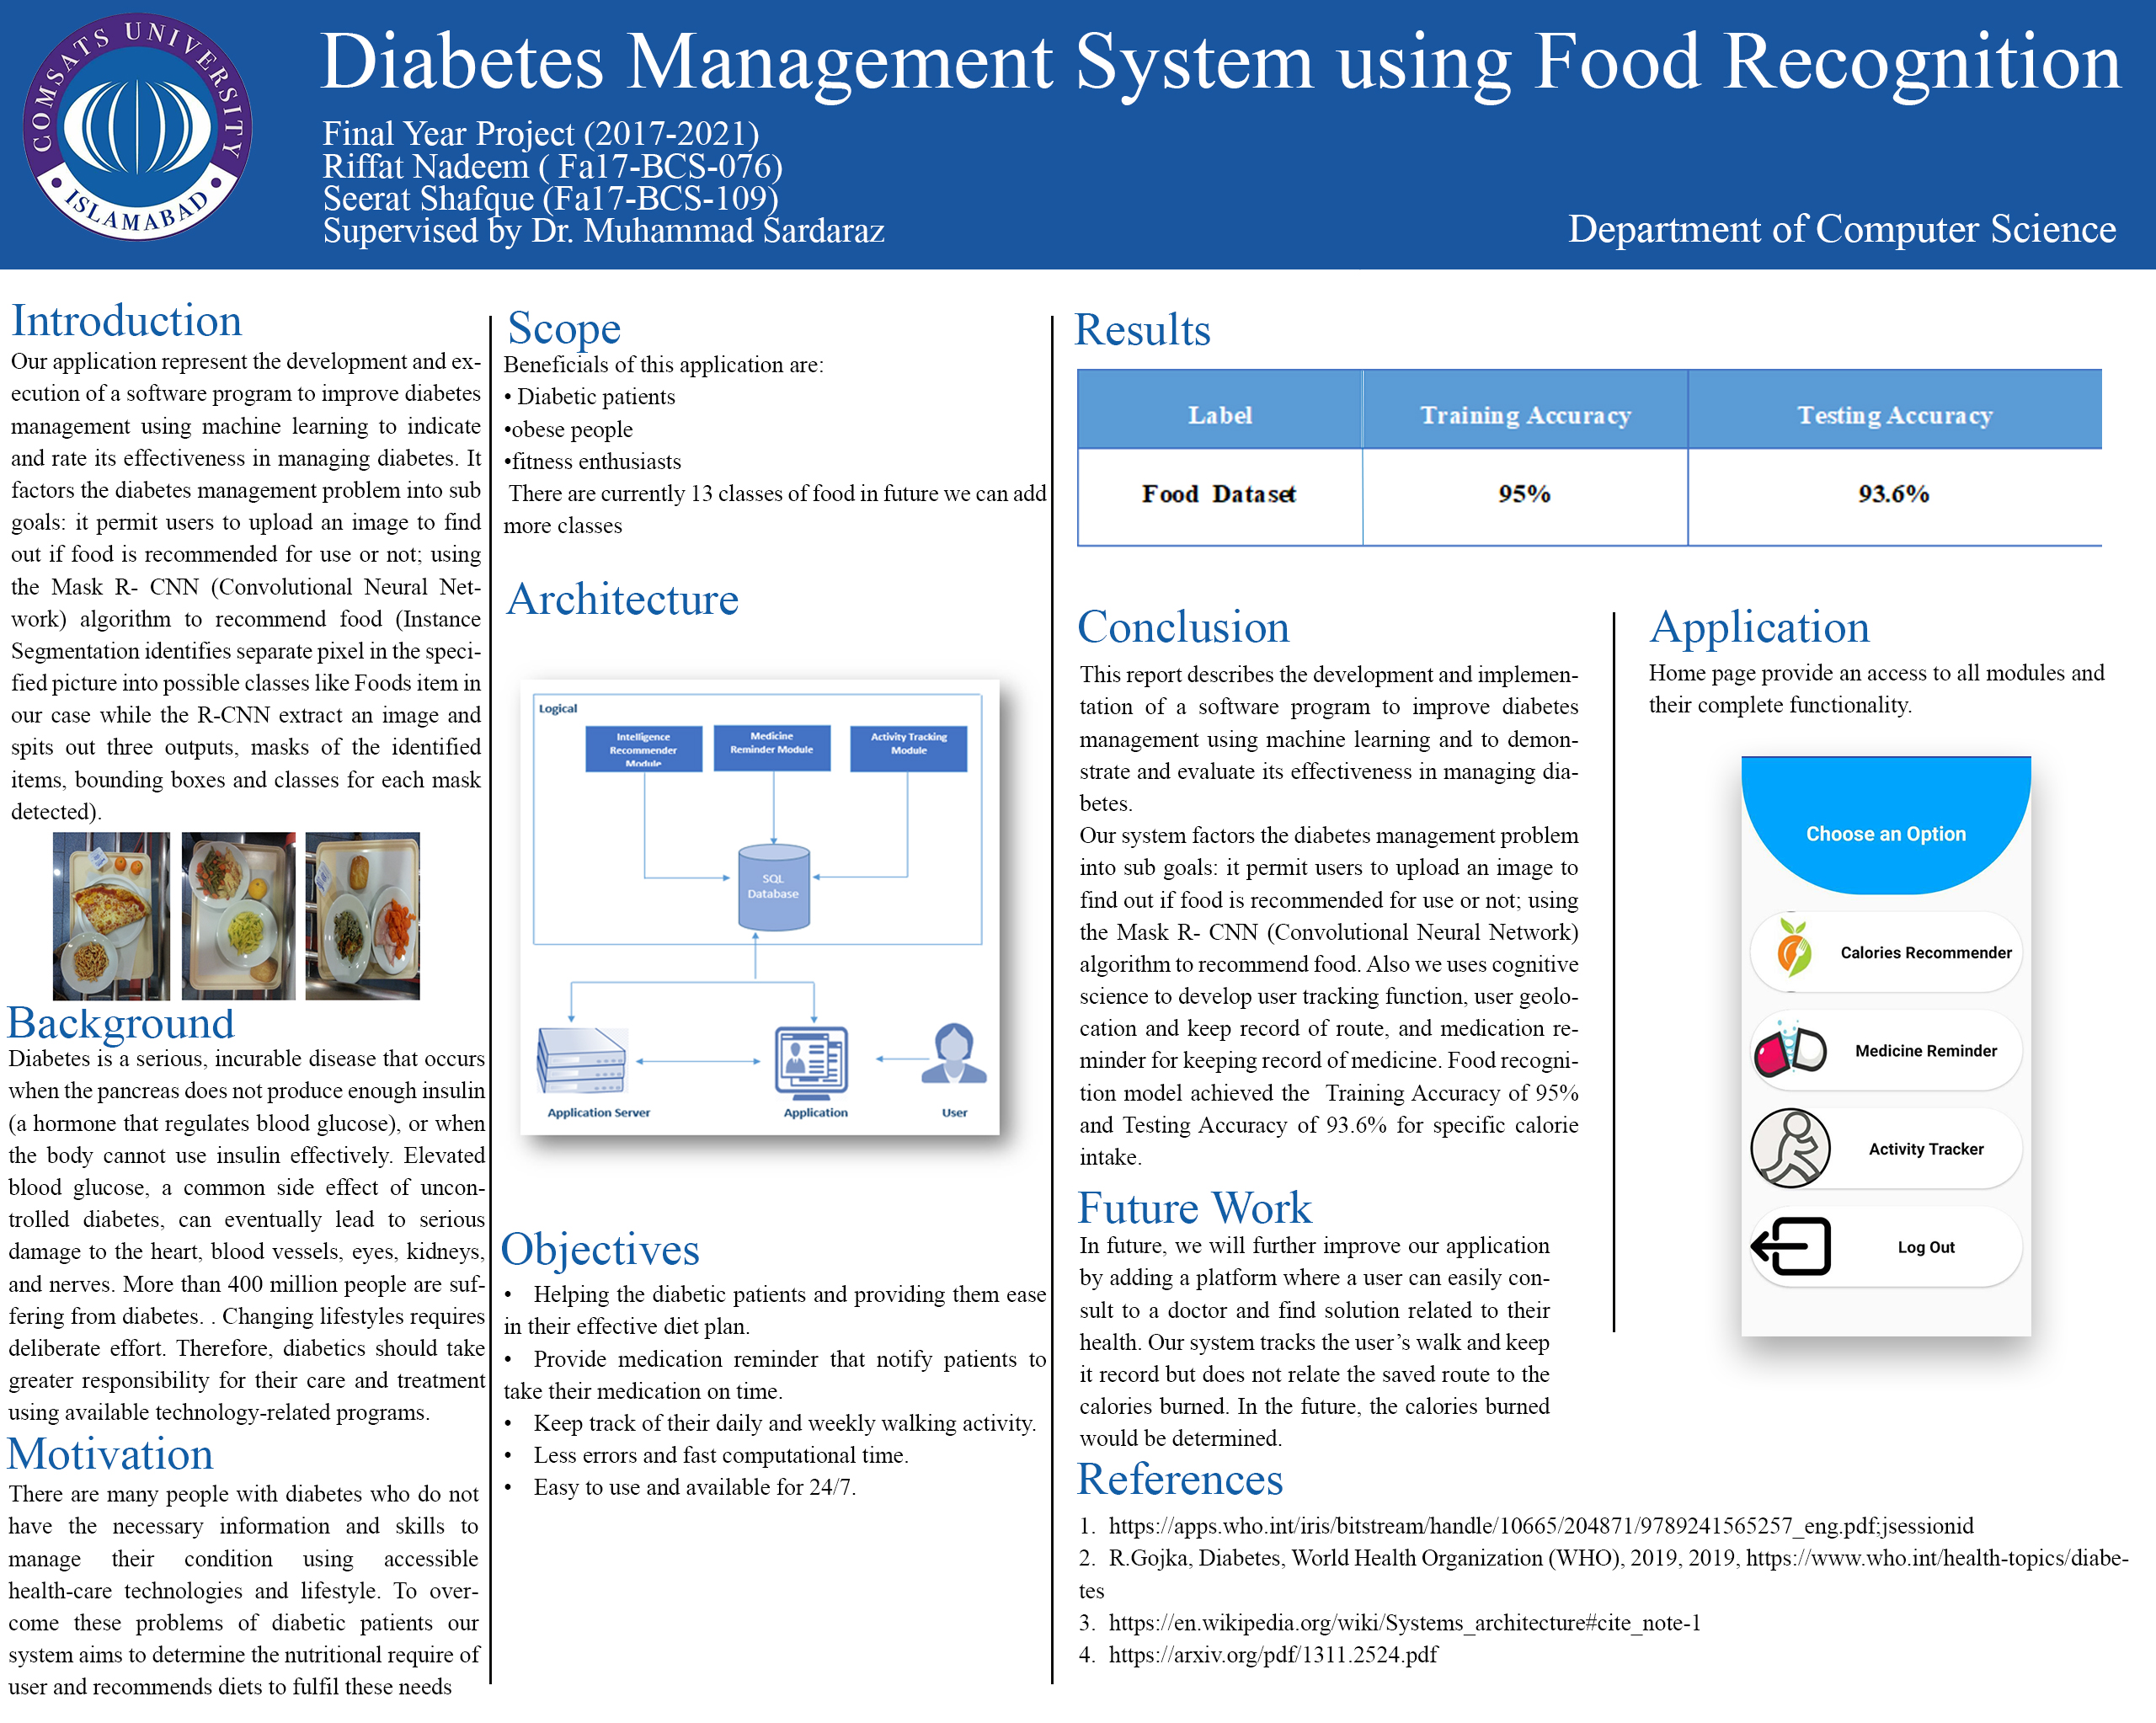 COMSATS UNIVERSITY
ISLAMABAD
Diabetes Management System using Food Recognition
Final Year Project (2017-2021)
Riffat Nadeem ( Fa17-BCS-076)
Seerat Shafque (Fa17-BCS-109)
Supervised by Dr. Muhammad Sardaraz
Department of Computer Science
Introduction
Our application represent the development and ex-
ecution of a software program to improve diabetes
management using machine learning to indicate
and rate its effectiveness in managing diabetes. It
factors the diabetes management problem into sub
goals: it permit users to upload an image to find
out if food is recommended for use or not; using
the Mask R- CNN (Convolutional Neural Net-
work) algorithm to recommend food (Instance
Segmentation identifies separate pixel in the speci-
fied picture into possible classes like Foods item in
our case while the R-CNN extract an image and
spits out three outputs, masks of the identified
items, bounding boxes and classes for each mask
detected).
Background
Diabetes is a serious, incurable disease that occurs
when the pancreas does not produce enough insulin
(a hormone that regulates blood glucose), or when
the body cannot use insulin effectively. Elevated
blood glucose, a common side effect of uncon-
trolled diabetes, can eventually lead to serious
damage to the heart, blood vessels, eyes, kidneys,
and nerves. More than 400 million people are suf-
fering from diabetes. . Changing lifestyles requires
deliberate effort. Therefore, diabetics should take
greater responsibility for their care and treatment
using available technology-related programs.
Motivation
There are many people with diabetes who do not
have the necessary information and skills to
manage their condition using accessible
health-care technologies and lifestyle. To over-
come these problems of diabetic patients our
system aims to determine the nutritional require of
user and recommends diets to fulfil these needs
Scope
Beneficials of this application are:
• Diabetic patients
•obese people
•fitness enthusiasts
There are currently 13 classes of food in future we can add
more classes
Architecture
Logical
Intelligence
Recommender
Module
Medicine
Reminder Module
Activity Tracking
Module
SQL
Database
Application Server
Application
User
Objectives
• Helping the diabetic patients and providing them ease
in their effective diet plan.
• Provide medication reminder that notify patients to
take their medication on time.
• Keep track of their daily and weekly walking activity.
• Less errors and fast computational time.
• Easy to use and available for 24/7.
Results
Label Training Accuracy Testing Accuracy
Food Dataset 95% 93.6%
Conclusion
This report describes the development and implemen-
tation of a software program to improve diabetes
management using machine learning and to demon-
strate and evaluate its effectiveness in managing dia-
betes.
Our system factors the diabetes management problem
into sub goals: it permit users to upload an image to
find out if food is recommended for use or not; using
the Mask R- CNN (Convolutional Neural Network)
algorithm to recommend food. Also we uses cognitive
science to develop user tracking function, user geolo-
cation and keep record of route, and medication re-
minder for keeping record of medicine. Food recogni-
tion model achieved the Training Accuracy of 95%
and Testing Accuracy of 93.6% for specific calorie
intake.
Future Work
In future, we will further improve our application
by adding a platform where a user can easily con-
sult to a doctor and find solution related to their
health. Our system tracks the user’s walk and keep
it record but does not relate the saved route to the
calories burned. In the future, the calories burned
would be determined.
Application
Home page provide an access to all modules and
their complete functionality.
Choose an Option
Calories Recommender
Medicine Reminder
Activity Tracker
Log Out
References
1. https://apps.who.int/iris/bitstream/handle/10665/204871/9789241565257_eng.pdf;jsessionid
2. R.Gojka, Diabetes, World Health Organization (WHO), 2019, 2019, https://www.who.int/health-topics/diabe-
tes
3. https://en.wikipedia.org/wiki/Systems_architecture#cite_note-1
4. https://arxiv.org/pdf/1311.2524.pdf